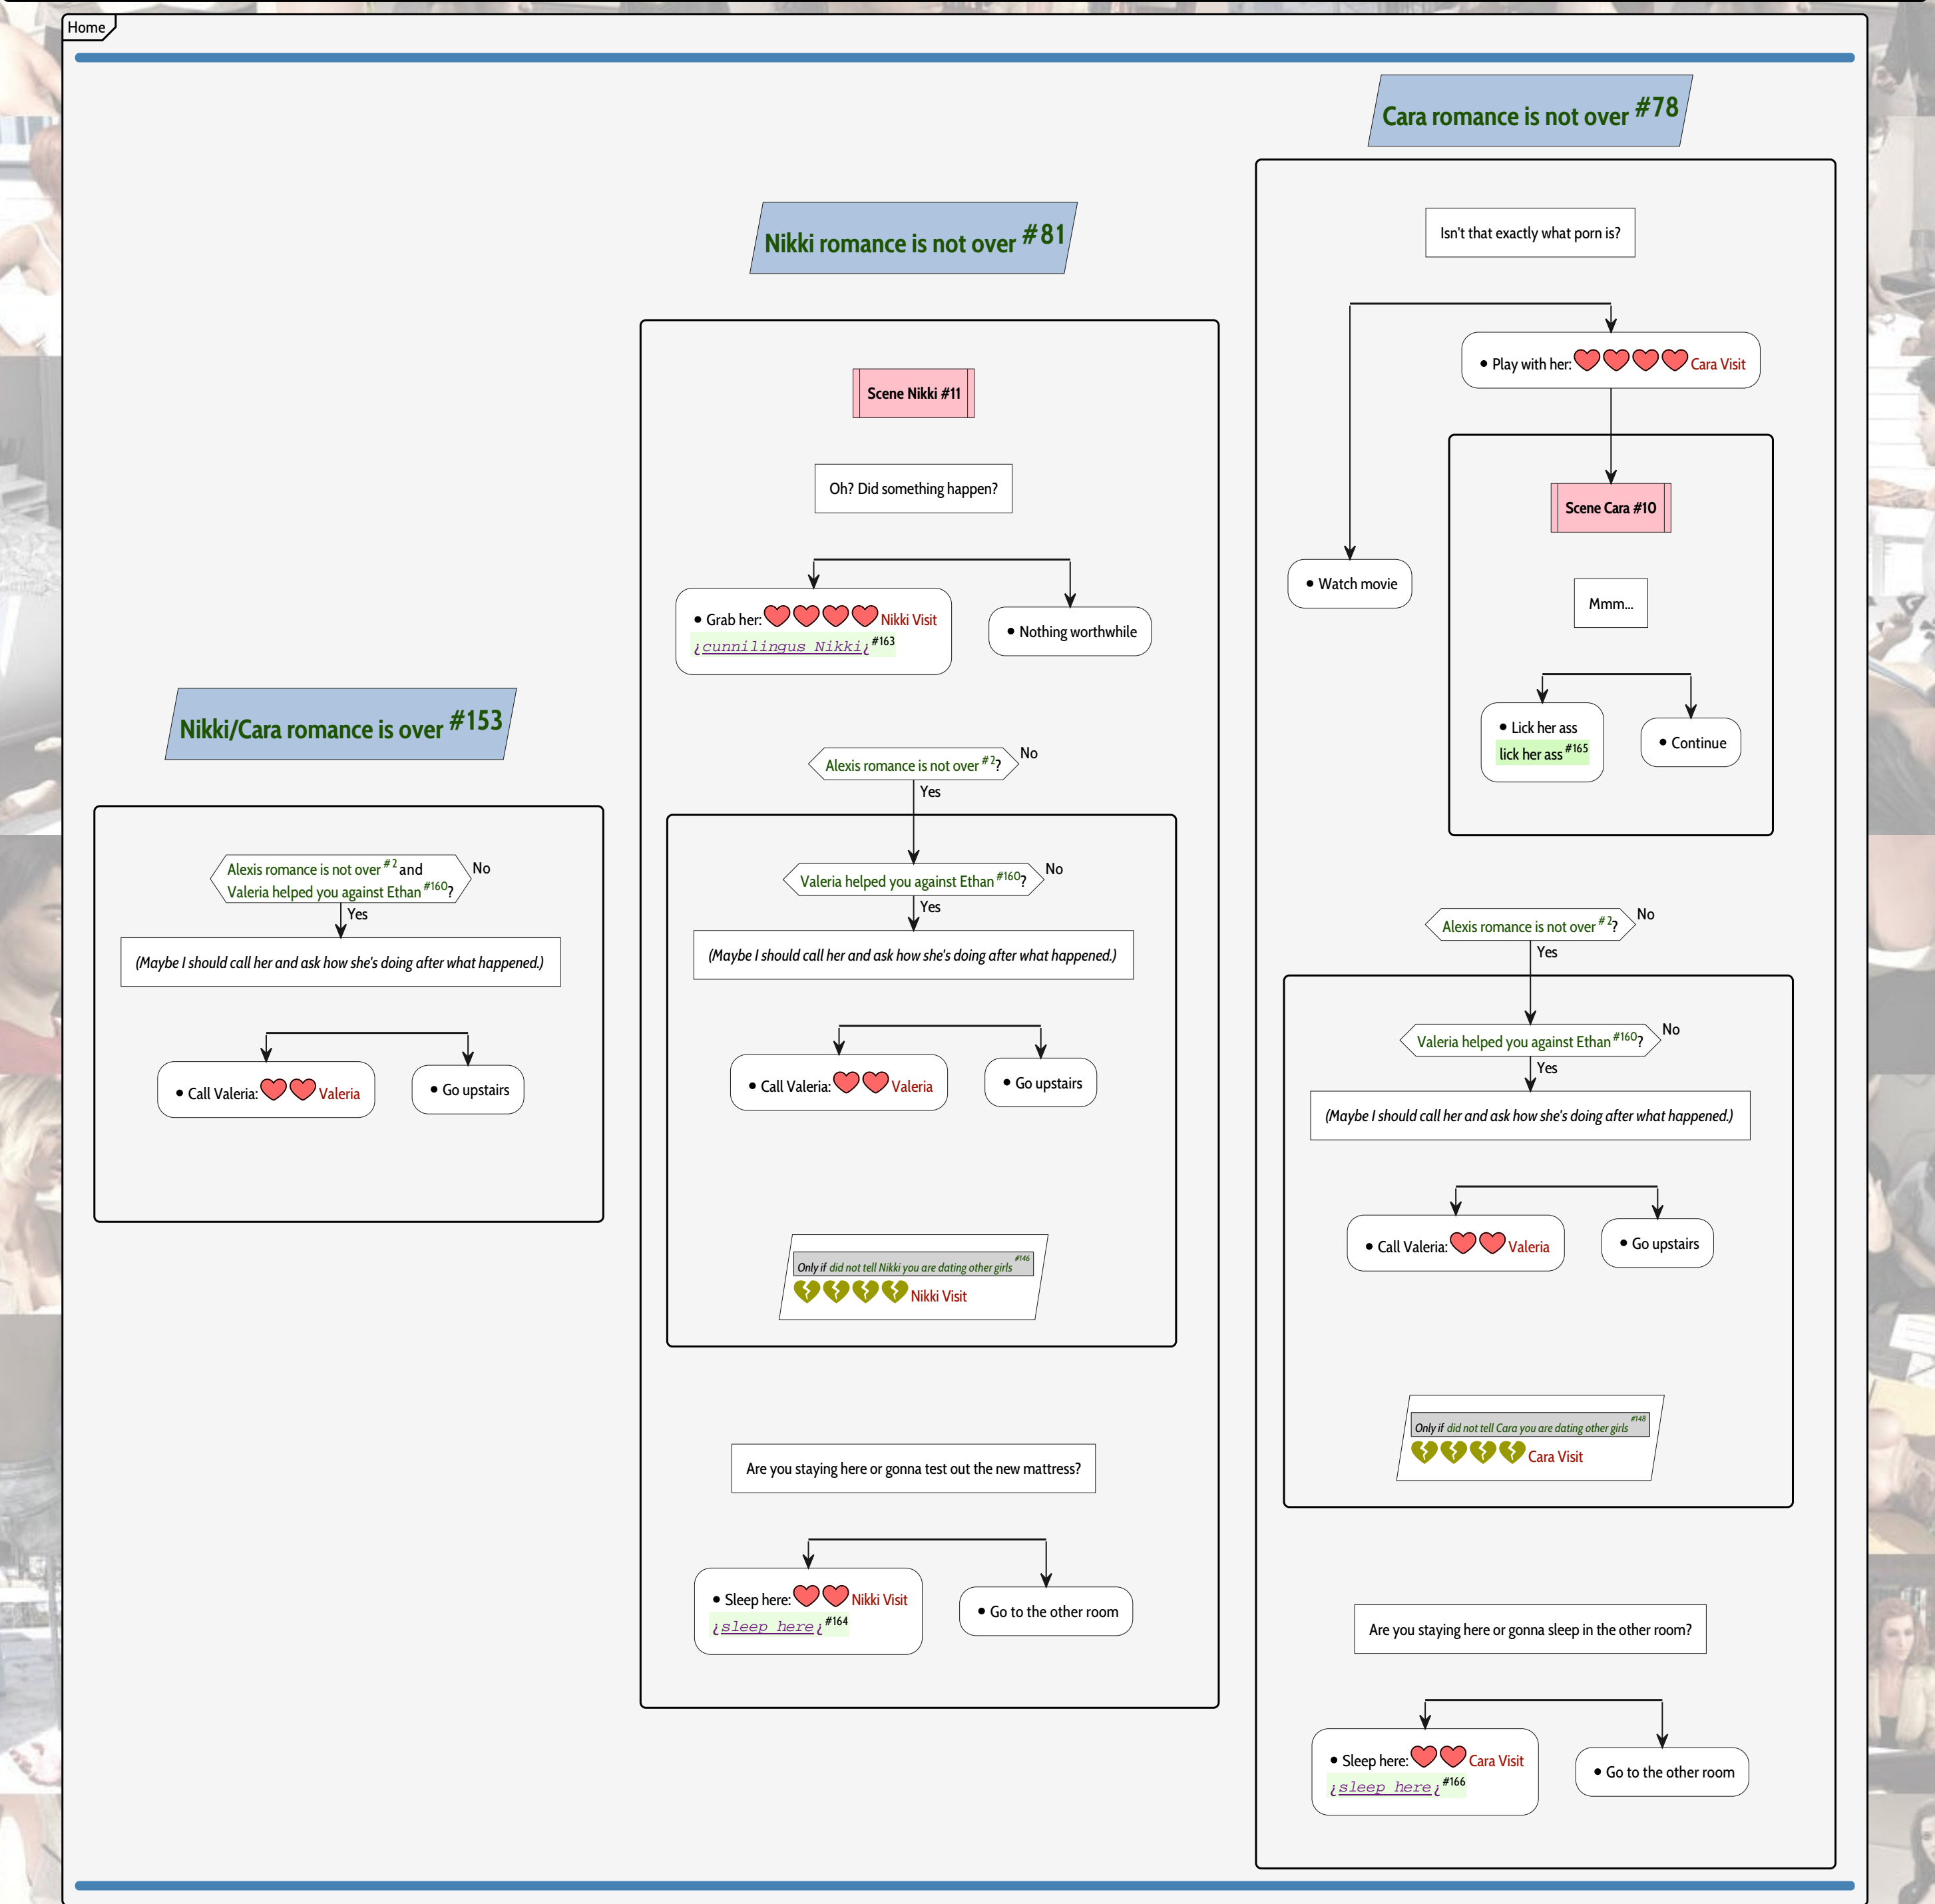 Home
Nikki/Cara romance is over #153
Alexis romance is not over #2 and
Valeria helped you against Ethan #160?
No
Yes
(Maybe I should call her and ask how she's doing after what happened.)
• Call Valeria: Valeria
• Go upstairs
Nikki romance is not over #81
Scene Nikki #11
Oh? Did something happen?
• Grab her: Nikki Visit
¿cunnilingus Nikki¿ #163
• Nothing worthwhile
Alexis romance is not over #2?
No
Yes
Valeria helped you against Ethan #160?
No
Yes
(Maybe I should call her and ask how she's doing after what happened.)
• Call Valeria: Valeria
• Go upstairs
Only if did not tell Nikki you are dating other girls #146
Nikki Visit
Are you staying here or gonna test out the new mattress?
• Sleep here: Nikki Visit
¿sleep here¿ #164
• Go to the other room
Cara romance is not over #78
Isn't that exactly what porn is?
• Play with her: Cara Visit
• Watch movie
Scene Cara #10
Mmm...
• Lick her ass
lick her ass #165
• Continue
Alexis romance is not over #2?
No
Yes
Valeria helped you against Ethan #160?
No
Yes
(Maybe I should call her and ask how she's doing after what happened.)
• Call Valeria: Valeria
• Go upstairs
Only if did not tell Cara you are dating other girls #148
Cara Visit
Are you staying here or gonna sleep in the other room?
• Sleep here: Cara Visit
¿sleep here¿ #166
• Go to the other room